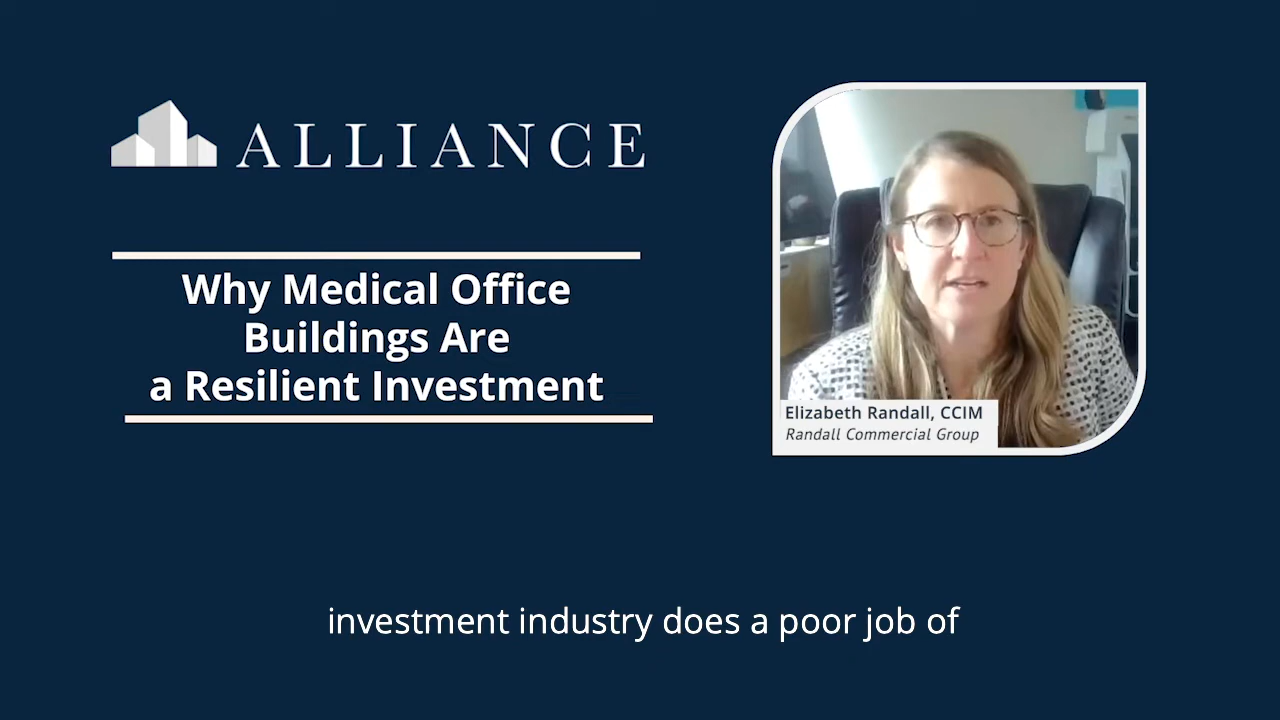 ALLIANCE
Why Medical Office
Buildings Are
a Resilient Investment
Elizabeth Randall, CCIM
Randall Commercial Group
investment industry does a poor job of